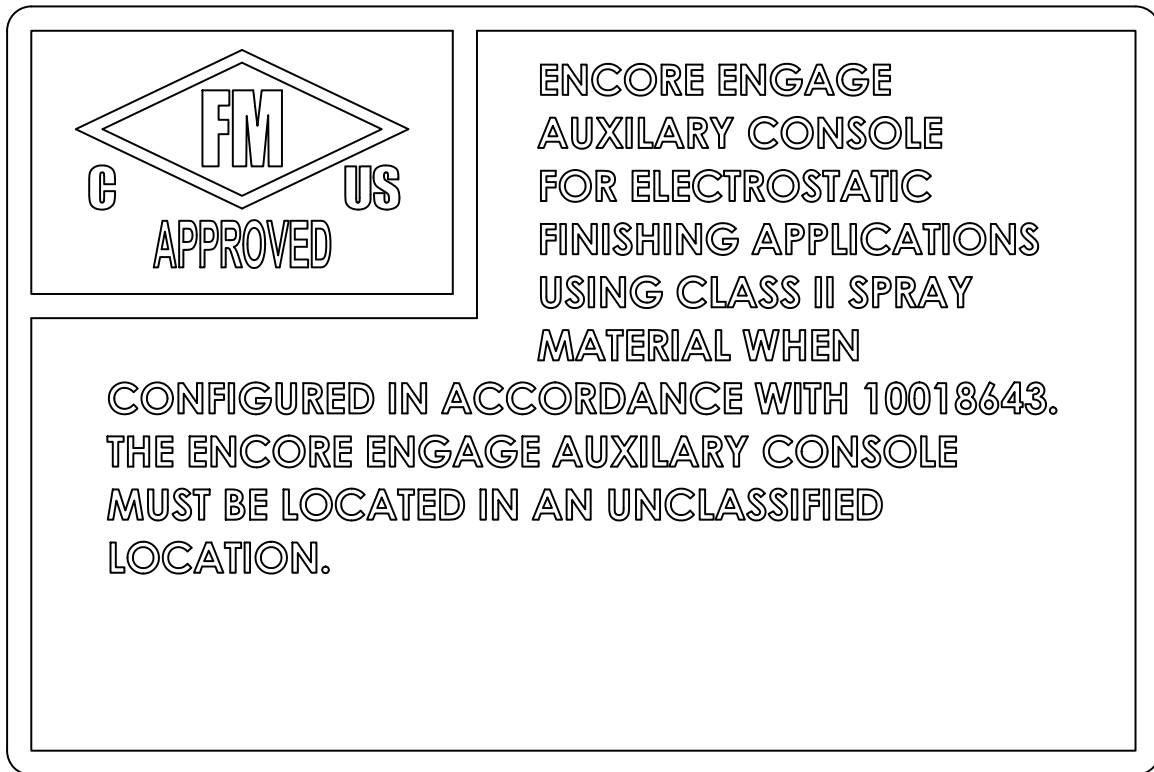 FM
C US
APPROVED
ENCORE ENGAGE
AUXILARY CONSOLE
FOR ELECTROSTATIC
FINISHING APPLICATIONS
USING CLASS II SPRAY
MATERIAL WHEN
CONFIGURED IN ACCORDANCE WITH 10018643.
THE ENCORE ENGAGE AUXILARY CONSOLE
MUST BE LOCATED IN AN UNCLASSIFIED
LOCATION.